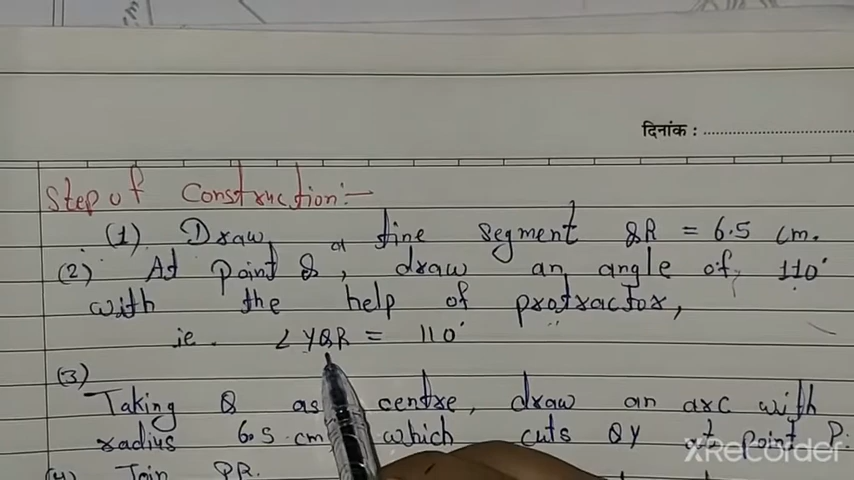 दिनांक : ......................
Step of Construction:-
(1) Draw a line segment QR = 6.5 cm.
(2) At point Q, draw an angle of 110°
with the help of protractor,
ie. ∠YQR = 110°
(3)
Taking Q as centre, draw an arc with
radius 6.5 cm which cuts QY at point P.
(4) Join PR.
XRecorder